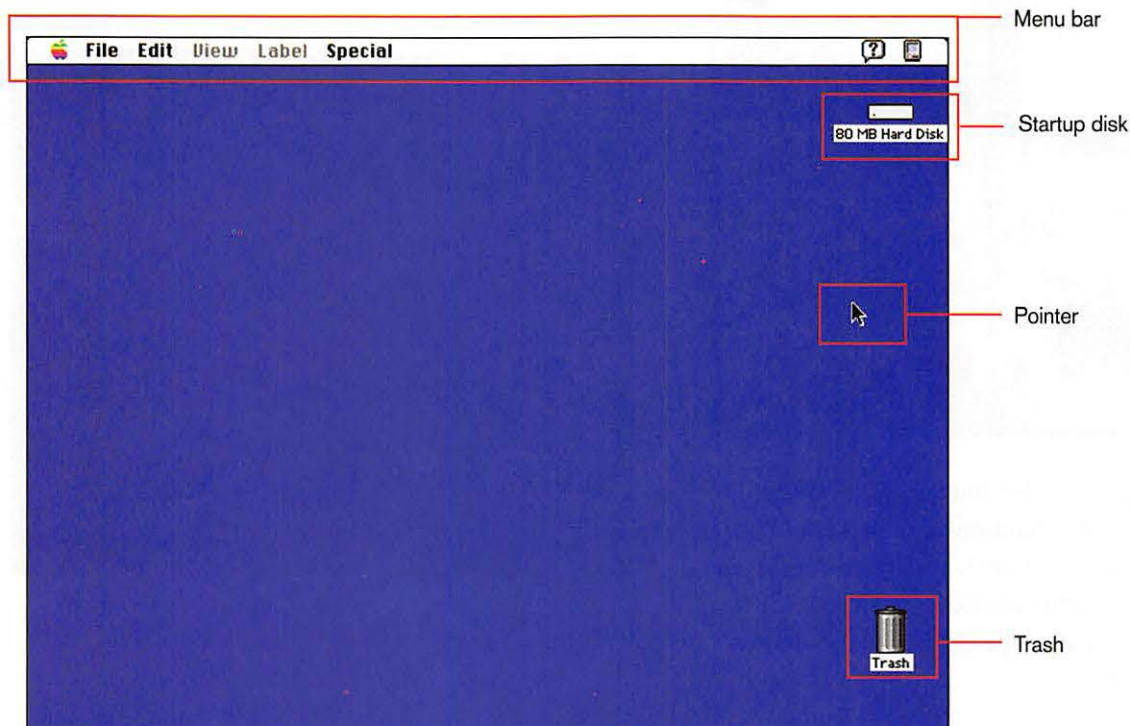 Menu bar
File Edit View Label Special ?
Startup disk
80 MB Hard Disk
Pointer
Trash
Trash